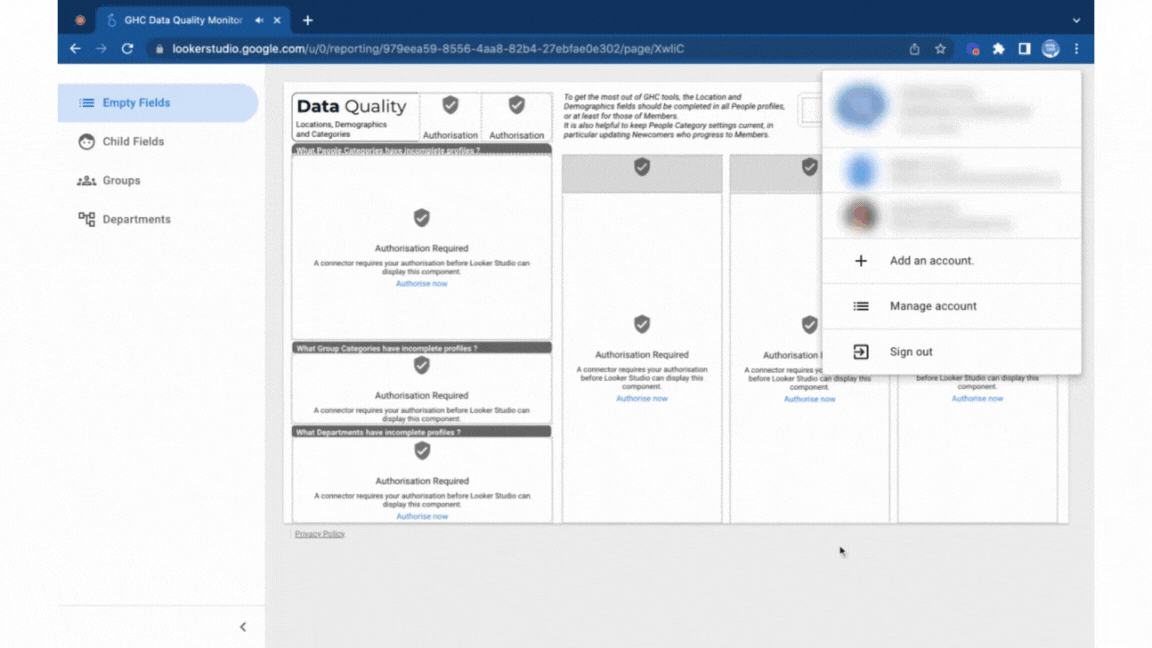 GHC Data Quality Monitor
lookerstudio.google.com/u/0/reporting/979eea59-8556-4aa8-82b4-27ebfae0e302/page/XwliC
Empty Fields
Child Fields
Groups
Departments
Data Quality
Locations, Demographics
and Categories
Authorisation
Authorisation
To get the most out of GHC tools, the Location and
Demographics fields should be completed in all People profiles,
or at least for those of Members.
It is also helpful to keep People Category settings current, in
particular updating Newcomers who progress to Members.
What People Categories have incomplete profiles ?
Authorisation Required
A connector requires your authorisation before Looker Studio can
display this component.
Authorise now
What Group Categories have incomplete profiles ?
Authorisation Required
A connector requires your authorisation before Looker Studio can
display this component.
What Departments have incomplete profiles ?
Authorisation Required
A connector requires your authorisation before Looker Studio can
display this component.
Authorise now
Authorisation Required
A connector requires your authorisation
before Looker Studio can display this
component.
Authorise now
Authorisation
A connector requires
before Looker Studio can display this
component.
Authorise now
before Looker Studio can display this
component.
Authorise now
Add an account.
Manage account
Sign out
Privacy Policy